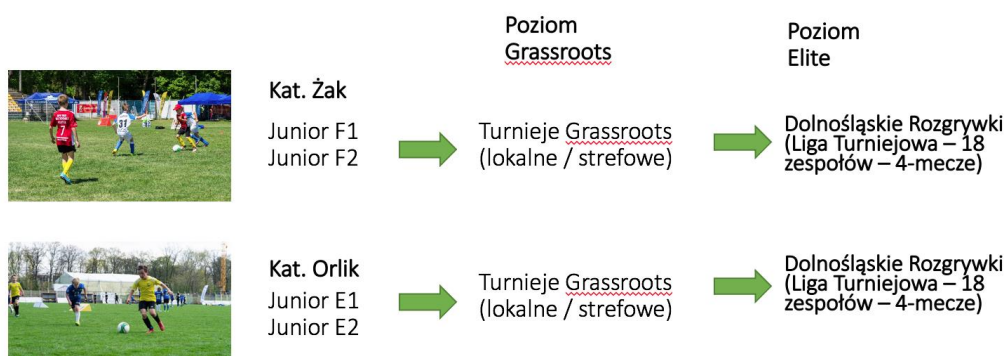 Poziom
Grassroots
Poziom
Elite
Kat. Żak
Junior F1
Junior F2
Turnieje Grassroots
(lokalne / strefowe)
Dolnośląskie Rozgrywki
(Liga Turniejowa – 18
zespołów – 4-mecze)
7
31
Kat. Orlik
Junior E1
Junior E2
Turnieje Grassroots
(lokalne / strefowe)
Dolnośląskie Rozgrywki
(Liga Turniejowa – 18
zespołów – 4-mecze)